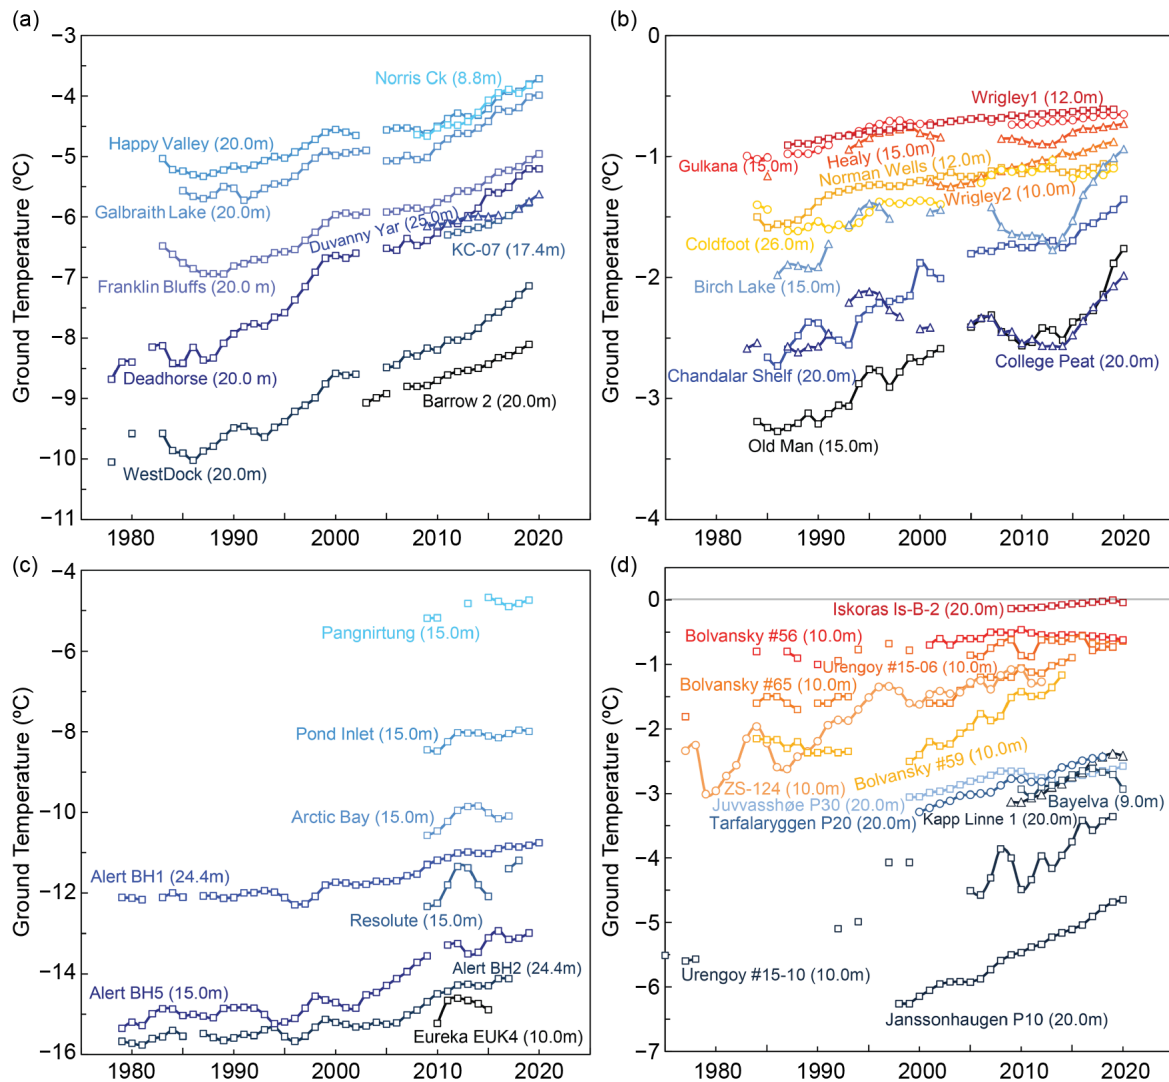 (a)
Ground Temperature (ºC)
−3
−4
−5
−6
−7
−8
−9
−10
−11
Norris Ck (8.8m)
Happy Valley (20.0m)
Galbraith Lake (20.0m)
Duvanny Yar (25.0m)
KC-07 (17.4m)
Franklin Bluffs (20.0 m)
Deadhorse (20.0 m)
Barrow 2 (20.0m)
WestDock (20.0m)
1980
1990
2000
2010
2020
(b)
Ground Temperature (ºC)
0
−1
−2
−3
−4
Wrigley1 (12.0m)
Gulkana (15.0m)
Healy (15.0m)
Norman Wells (12.0m)
Wrigley2 (10.0m)
Coldfoot (26.0m)
Birch Lake (15.0m)
Chandalar Shelf (20.0m)
College Peat (20.0m)
Old Man (15.0m)
1980
1990
2000
2010
2020
(c)
Ground Temperature (ºC)
−4
−6
−8
−10
−12
−14
−16
Pangnirtung (15.0m)
Pond Inlet (15.0m)
Arctic Bay (15.0m)
Alert BH1 (24.4m)
Resolute (15.0m)
Alert BH2 (24.4m)
Alert BH5 (15.0m)
Eureka EUK4 (10.0m)
1980
1990
2000
2010
2020
(d)
Ground Temperature (ºC)
0
−1
−2
−3
−4
−5
−6
−7
Iskoras Is-B-2 (20.0m)
Bolvansky #56 (10.0m)
Urengoy #15-06 (10.0m)
Bolvansky #65 (10.0m)
Bolvansky #59 (10.0m)
ZS-124 (10.0m)
Juvvasshøe P30 (20.0m)
Bayelva (9.0m)
Tarfalaryggen P20 (20.0m)
Kapp Linne 1 (20.0m)
Urengoy #15-10 (10.0m)
Janssonhaugen P10 (20.0m)
1980
1990
2000
2010
2020